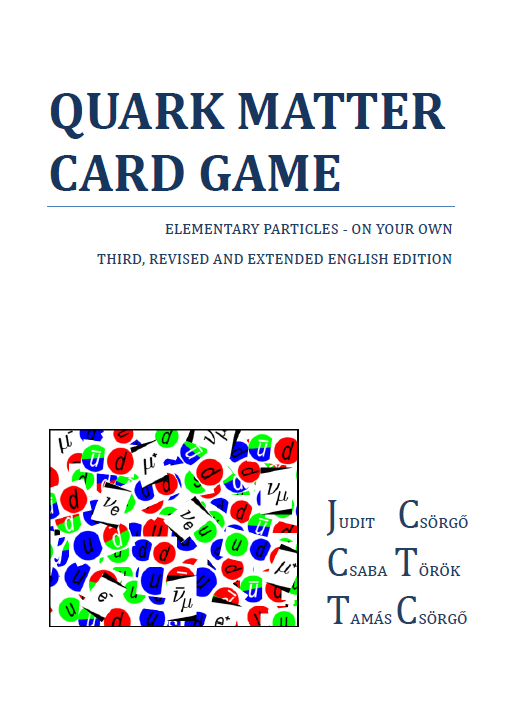 QUARK MATTER
CARD GAME
ELEMENTARY PARTICLES - ON YOUR OWN
THIRD, REVISED AND EXTENDED ENGLISH EDITION
JUDIT CSÖRGŐ
CSABA TÖRÖK
TAMÁS CSÖRGŐ